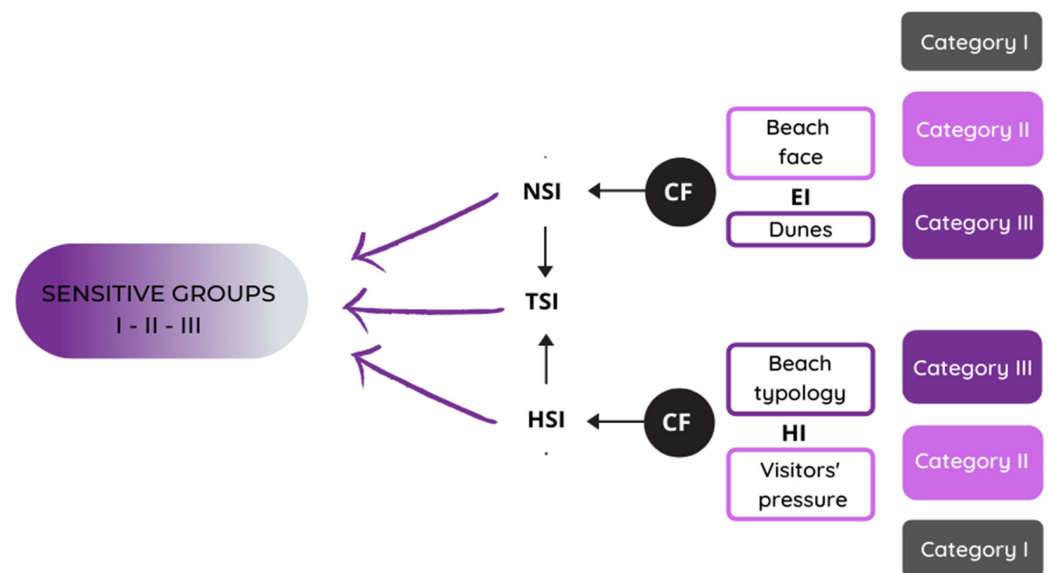 Category I
Beach
face
Category II
NSI
CF
EI
Category III
Dunes
SENSITIVE GROUPS
I - II - III
TSI
Beach
typology
Category III
HSI
CF
HI
Category II
Visitors'
pressure
Category I